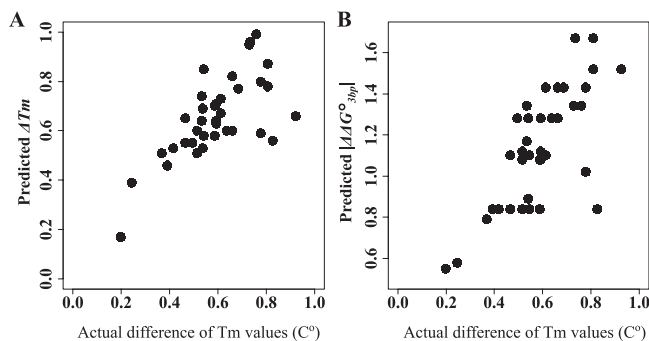 A
Predicted ΔTm
1.0
0.8
0.6
0.4
0.2
0.0
0.0 0.2 0.4 0.6 0.8 1.0
Actual difference of Tm values (Cº)
B
Predicted |ΔΔG°3bp|
1.6
1.4
1.2
1.0
0.8
0.6
0.0 0.2 0.4 0.6 0.8 1.0
Actual difference of Tm values (Cº)